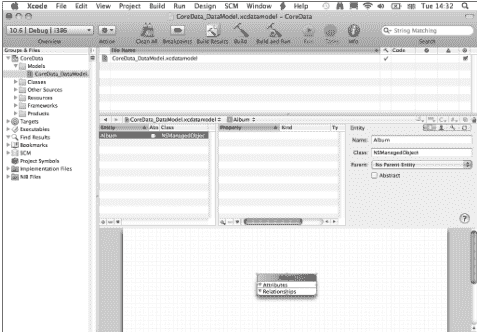 Xcode File Edit View Project Build Run Design SCM Window Help Tue 14:32
CoreData_DataModel.xcdatamodel - CoreData
10.6 | Debug | i386
String Matching
Overview Action Clean All Breakpoints Build Results Build Build and Run Run Tasks Info Search
Groups & Files
File Name Code
CoreData
CoreData_DataModel.xcdatamodel
Models
CoreData_DataModel
Classes
Other Sources
Resources
Frameworks
Products
Targets
Executables
Find Results
Bookmarks
SCM
Project Symbols
Implementation Files
NIB Files
CoreData_DataModel.xcdatamodel Album
Entity Abs Class
Property Kind Ty
Entity
Album NSManagedObject
Name: Album
Class: NSManagedObject
Parent: No Parent Entity
Abstract
Attributes
Relationships